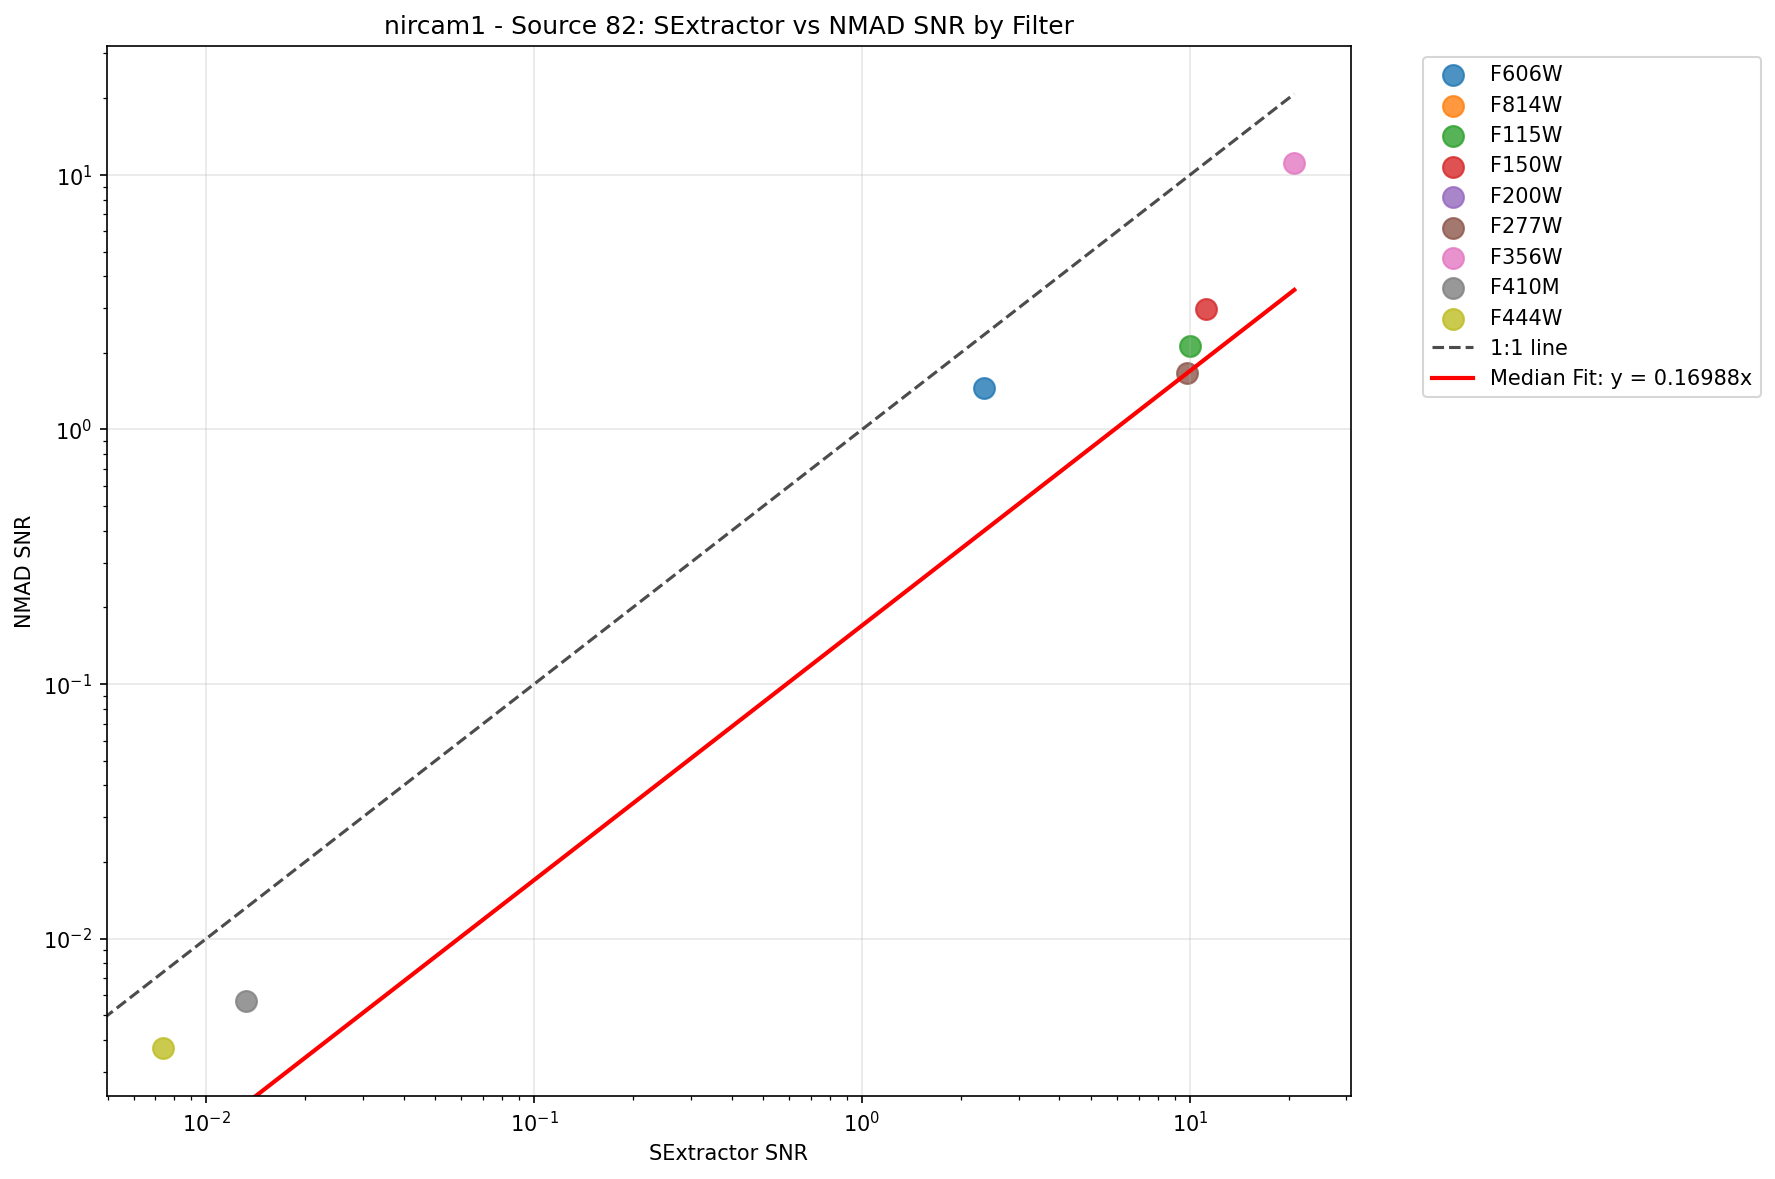 nircam1 - Source 82: SExtractor vs NMAD SNR by Filter
F606W
F814W
F115W
F150W
F200W
F277W
F356W
F410M
F444W
1:1 line
Median Fit: y = 0.16988x
NMAD SNR
10¹
10⁰
10⁻¹
10⁻²
10⁻²
10⁻¹
10⁰
10¹
SExtractor SNR